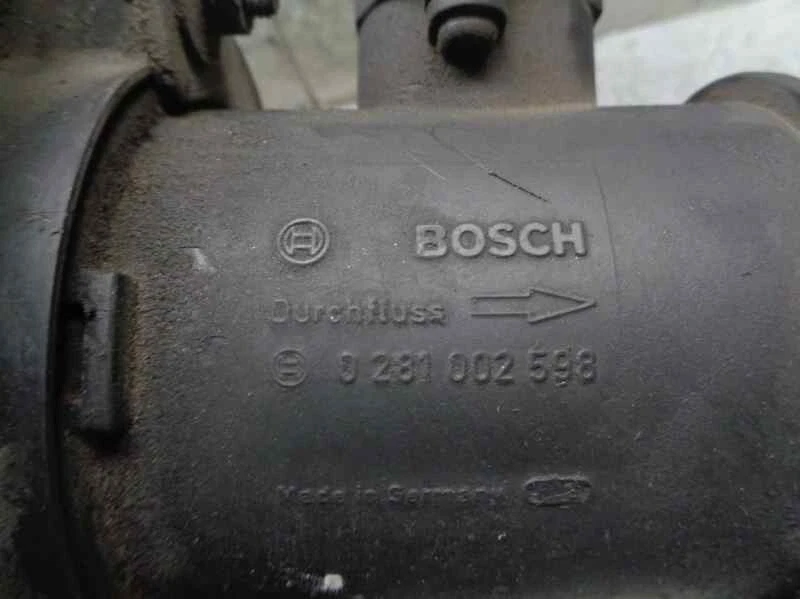 BOSCH
Durchfluss
0 281 002 598
Made in Germany